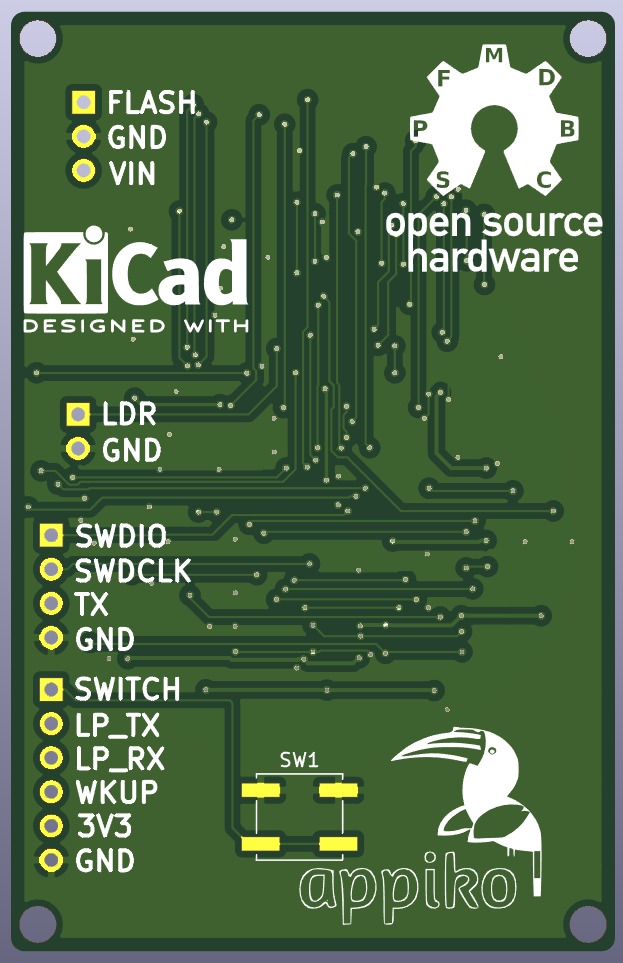 FLASH
GND
VIN
M
F
D
P
B
S
C
open source
hardware
KiCad
DESIGNED WITH
LDR
GND
SWDIO
SWDCLK
TX
GND
SWITCH
LP_TX
LP_RX
WKUP
3V3
GND
SW1
appiko